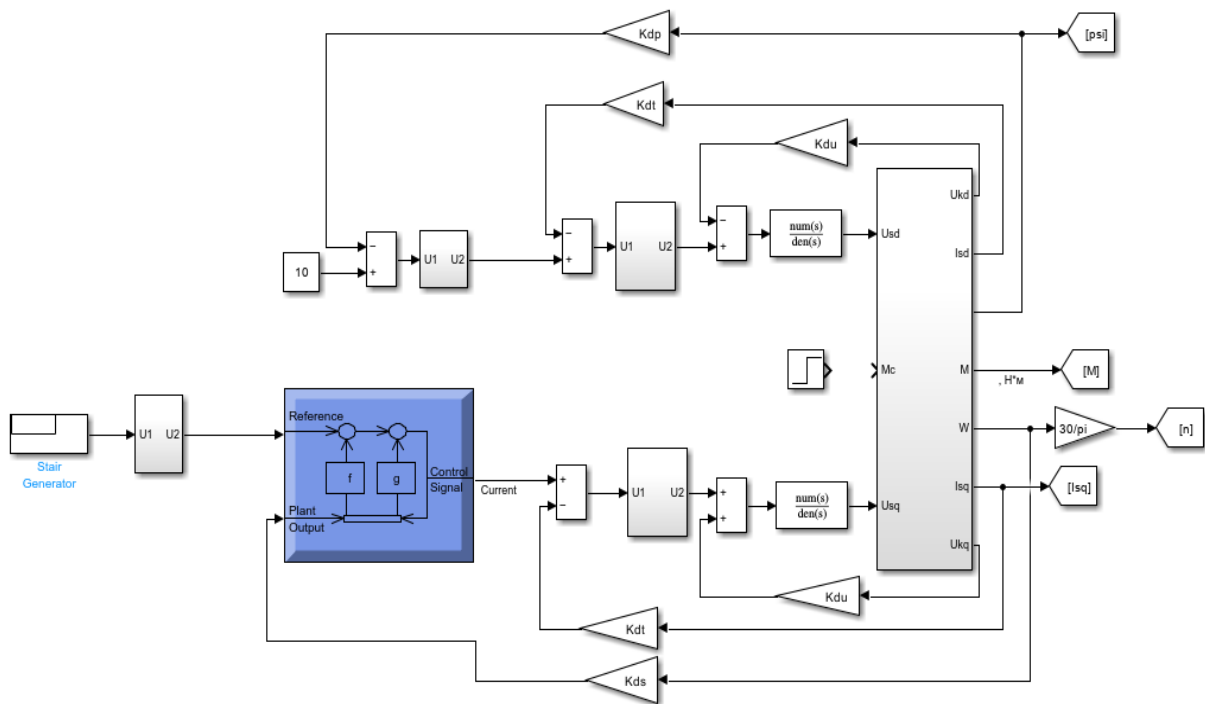 Kdp
[psi]
Kdt
Kdu
Ukd
U1 U2
U1 U2
num(s)
den(s)
Usd
Isd
10
Mc
M
, Н*м
[M]
Reference
f
g
Control
Signal
Plant
Output
U1 U2
Stair
Generator
Current
W
30/pi
[n]
U1 U2
num(s)
den(s)
Usq
Isq
[Isq]
Ukq
Kdu
Kdt
Kds